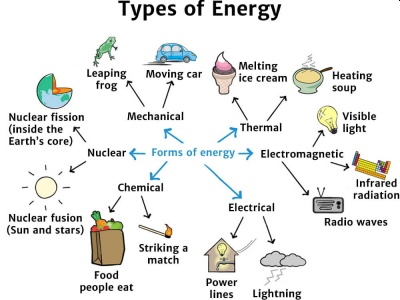 Types of Energy
Leaping
frog
Moving car
Melting
ice cream
Heating
soup
Mechanical
Thermal
Nuclear fission
(inside the
Earth's core)
Visible
light
Nuclear
Forms of energy
Electromagnetic
Infrared
radiation
Chemical
Electrical
Radio waves
Nuclear fusion
(Sun and stars)
Striking a
match
Food
people eat
Power
lines
Lightning